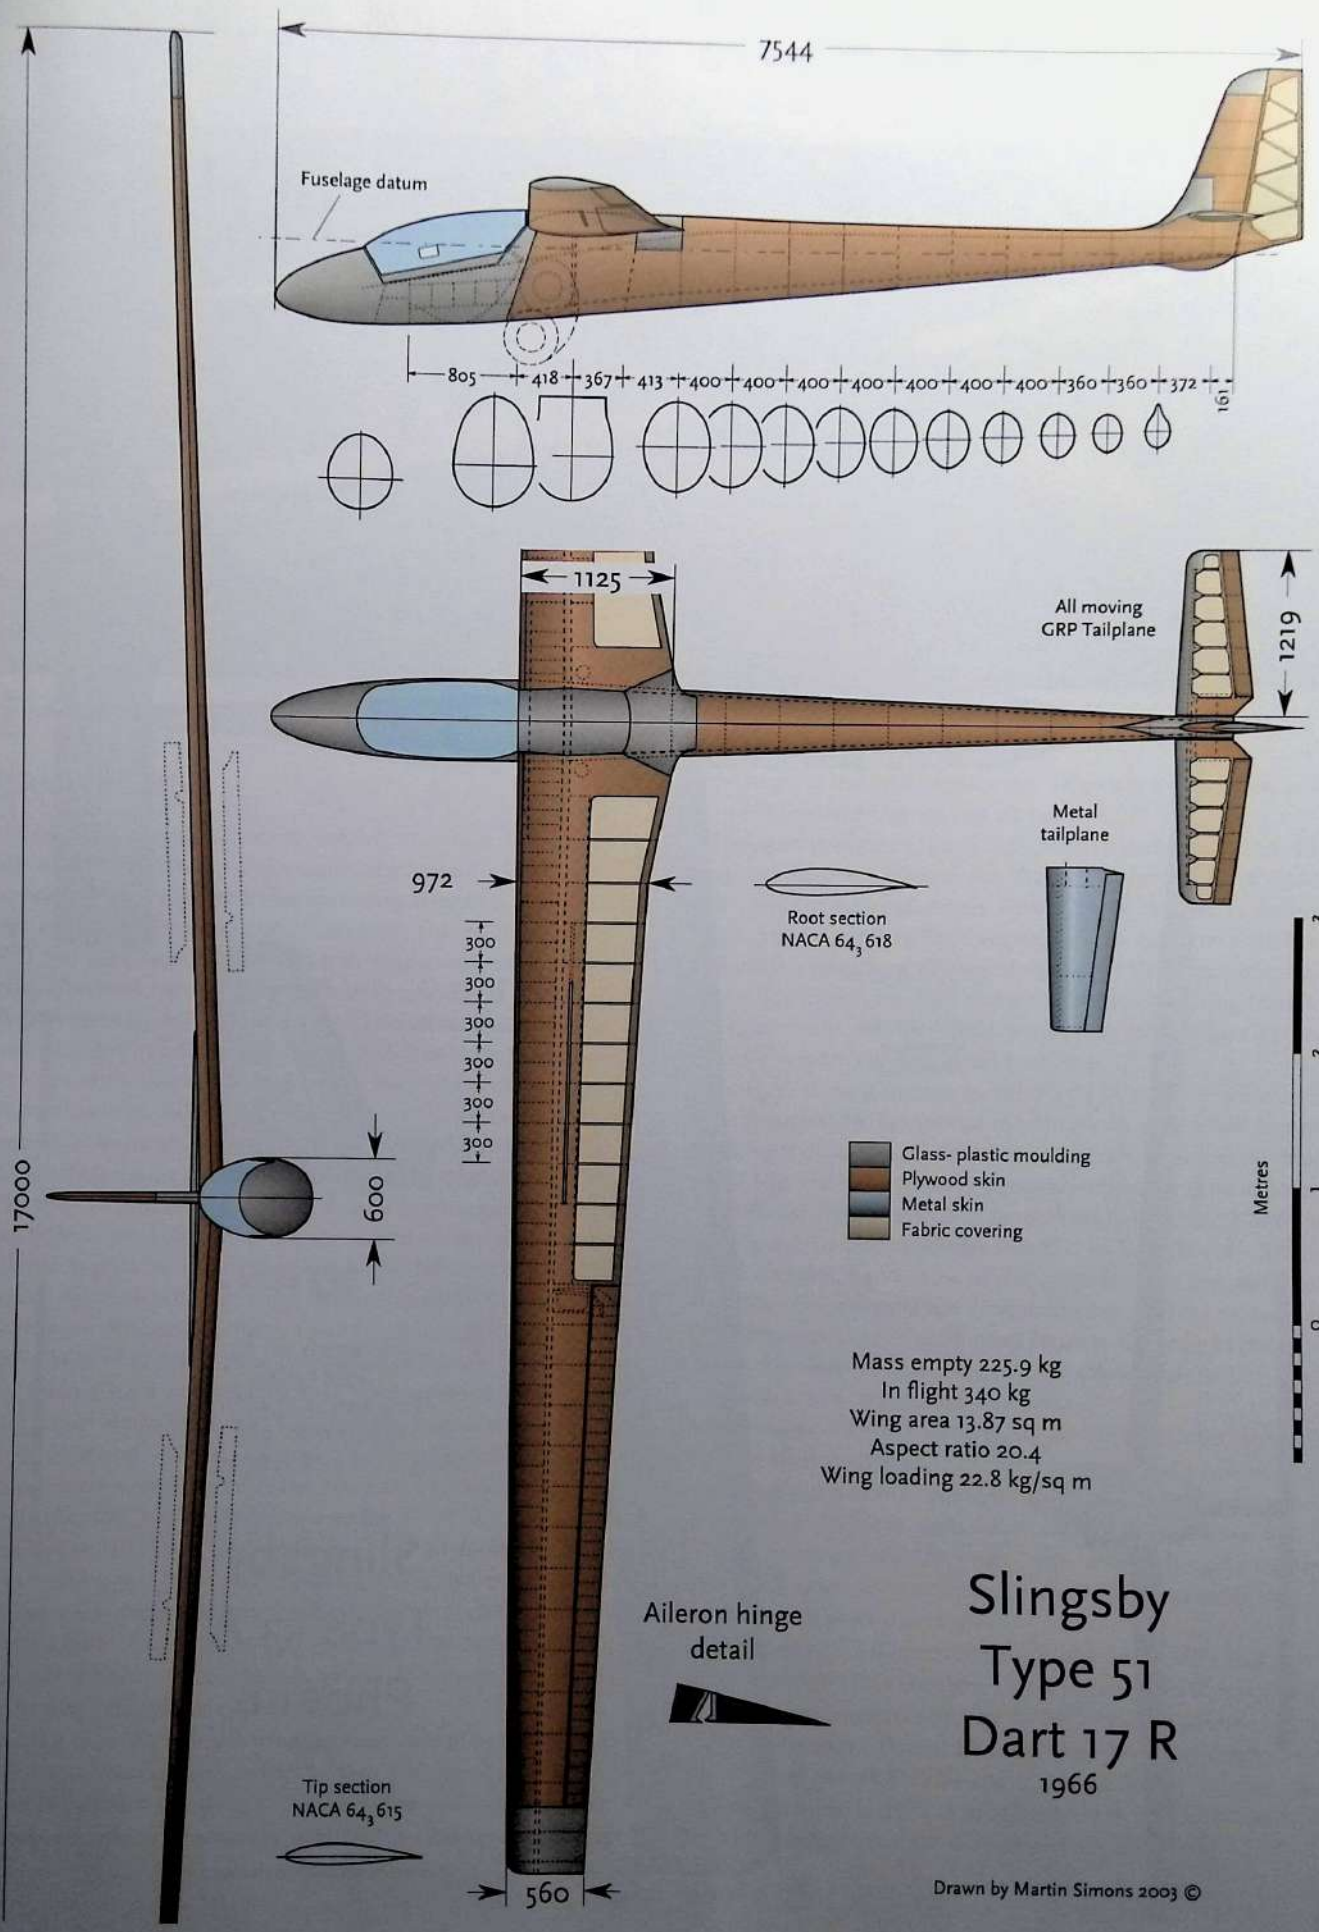 7544
Fuselage datum
805 418 367 413 400 400 400 400 400 400 400 360 360 372 161
1125
All moving
GRP Tailplane
1219
Metal
tailplane
972
Root section
NACA 64₃ 618
300
300
300
300
300
300
17000
600
Glass- plastic moulding
Plywood skin
Metal skin
Fabric covering
Metres
2
1
0
Mass empty 225.9 kg
In flight 340 kg
Wing area 13.87 sq m
Aspect ratio 20.4
Wing loading 22.8 kg/sq m
Aileron hinge
detail
Slingsby
Type 51
Dart 17 R
1966
Tip section
NACA 64₃ 615
560
Drawn by Martin Simons 2003 ©